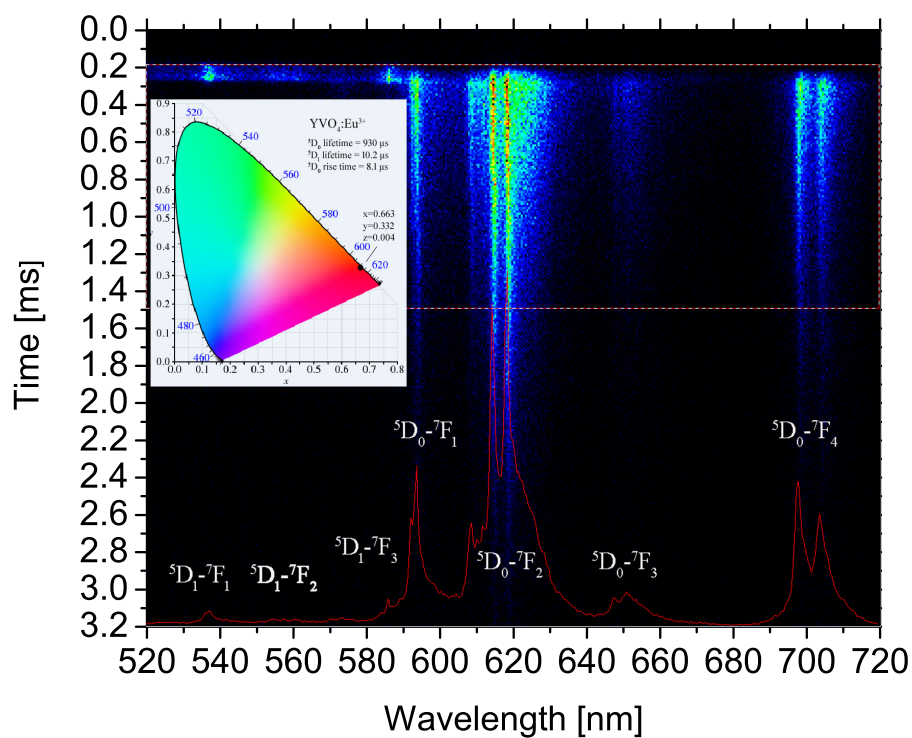 0.0
0.2
0.4
0.6
0.8
1.0
1.2
1.4
1.6
1.8
2.0
2.2
2.4
2.6
2.8
3.0
3.2
Time [ms]
520 540 560 580 600 620 640 660 680 700 720
Wavelength [nm]
YVO₄:Eu³⁺
⁵D₀ lifetime = 930 μs
⁵D₁ lifetime = 10.2 μs
⁵D₀ rise time = 8.1 μs
x=0.663
y=0.332
z=0.004
520
540
560
580
600
620
500
480
460
0.9
0.8
0.7
0.6
0.5
0.4
0.3
0.2
0.1
0.0
0.0 0.1 0.2 0.3 0.4 0.5 0.6 0.7 0.8
x
⁵D₀-⁷F₁
⁵D₀-⁷F₄
⁵D₁-⁷F₃
⁵D₁-⁷F₁
⁵D₁-⁷F₂
⁵D₀-⁷F₂
⁵D₀-⁷F₃